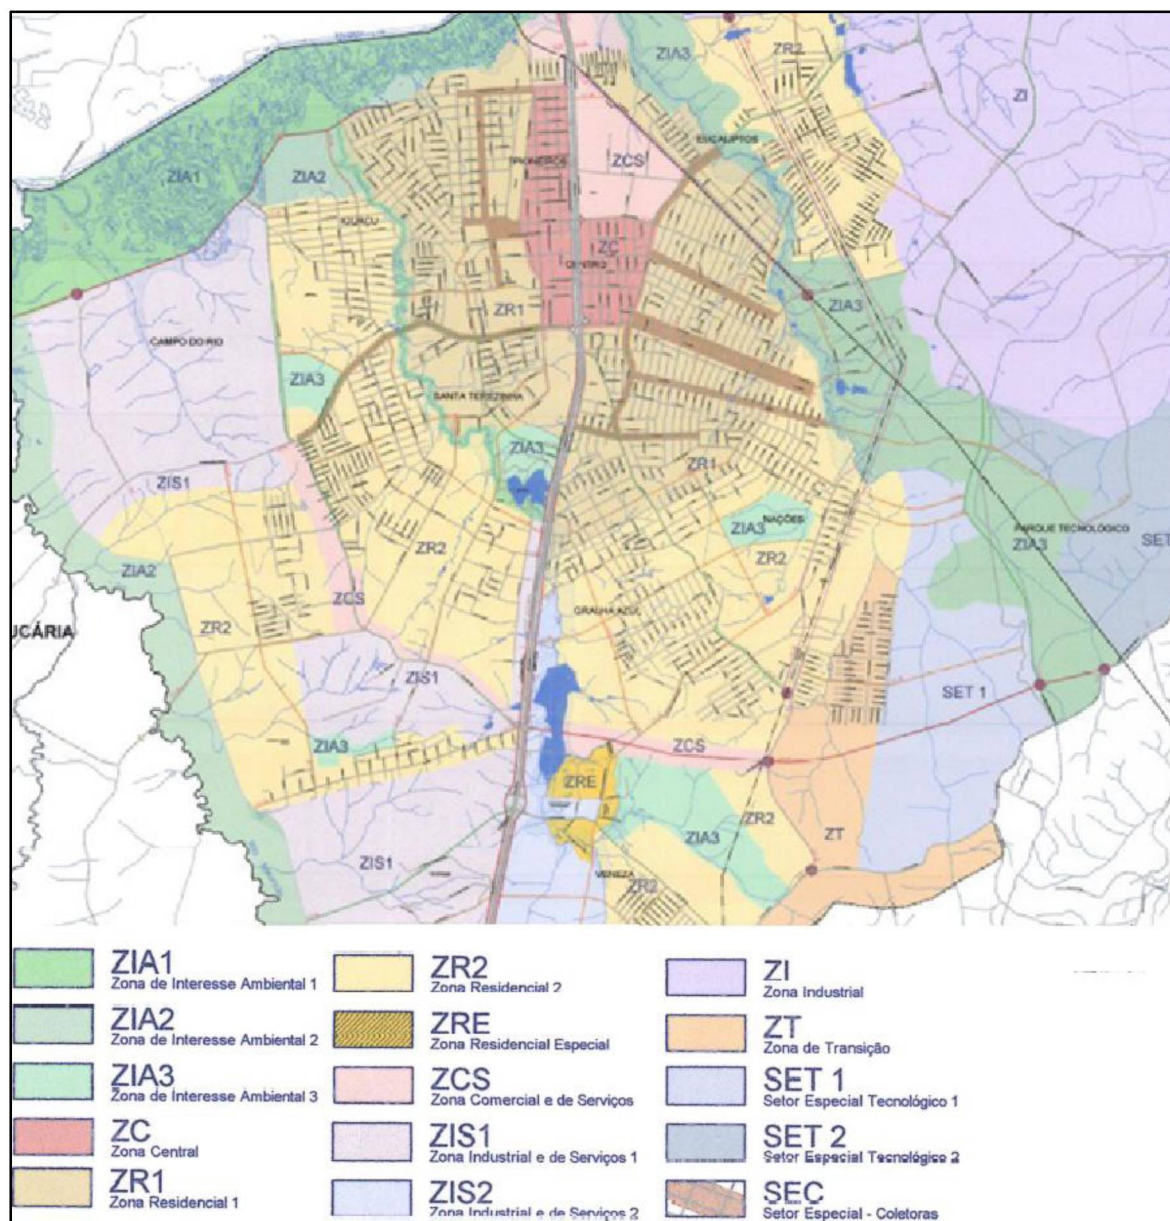 ZIA3
ZR2
ZI
EUCALIPTOS
PIONEIROS
ZCS
ZIA1
ZIA2
IGUAÇU
ZC
CENTRO
ZIA3
ZR1
CAMPO DO RIO
ZIA3
SANTA TEREZINHA
ZIA3
ZR1
ZIS1
NAÇÕES
ZIA3
PARQUE TECNOLÓGICO
ZIA3
SET
ZR2
ZR2
ZIA2
ZCS
GRALHA AZUL
UCÁRIA
ZR2
ZIS1
SET 1
ZIA3
ZCS
ZRE
ZIA3
ZR2
ZT
ZIS1
VENEZA
ZR2
ZIA1
Zona de Interesse Ambiental 1
ZIA2
Zona de Interesse Ambiental 2
ZIA3
Zona de Interesse Ambiental 3
ZC
Zona Central
ZR1
Zona Residencial 1
ZR2
Zona Residencial 2
ZRE
Zona Residencial Especial
ZCS
Zona Comercial e de Serviços
ZIS1
Zona Industrial e de Serviços 1
ZIS2
Zona Industrial e de Serviços 2
ZI
Zona Industrial
ZT
Zona de Transição
SET 1
Setor Especial Tecnológico 1
SET 2
Setor Especial Tecnológico 2
SEC
Setor Especial - Coletoras